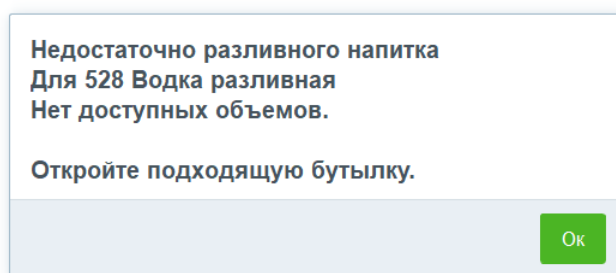 Недостаточно разливного напитка
Для 528 Водка разливная
Нет доступных объемов.
Откройте подходящую бутылку.
Ок